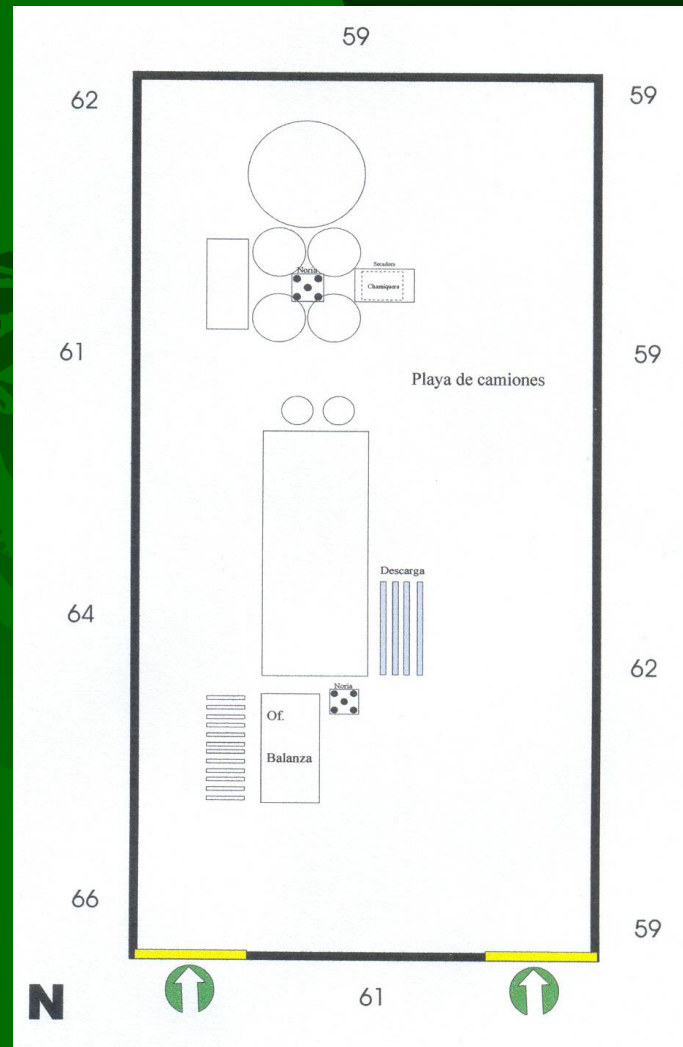 59
62
59
Noria
Secadora
Chamiquera
61
59
Playa de camiones
Descarga
64
62
Noria
Of.
Balanza
66
59
N
61